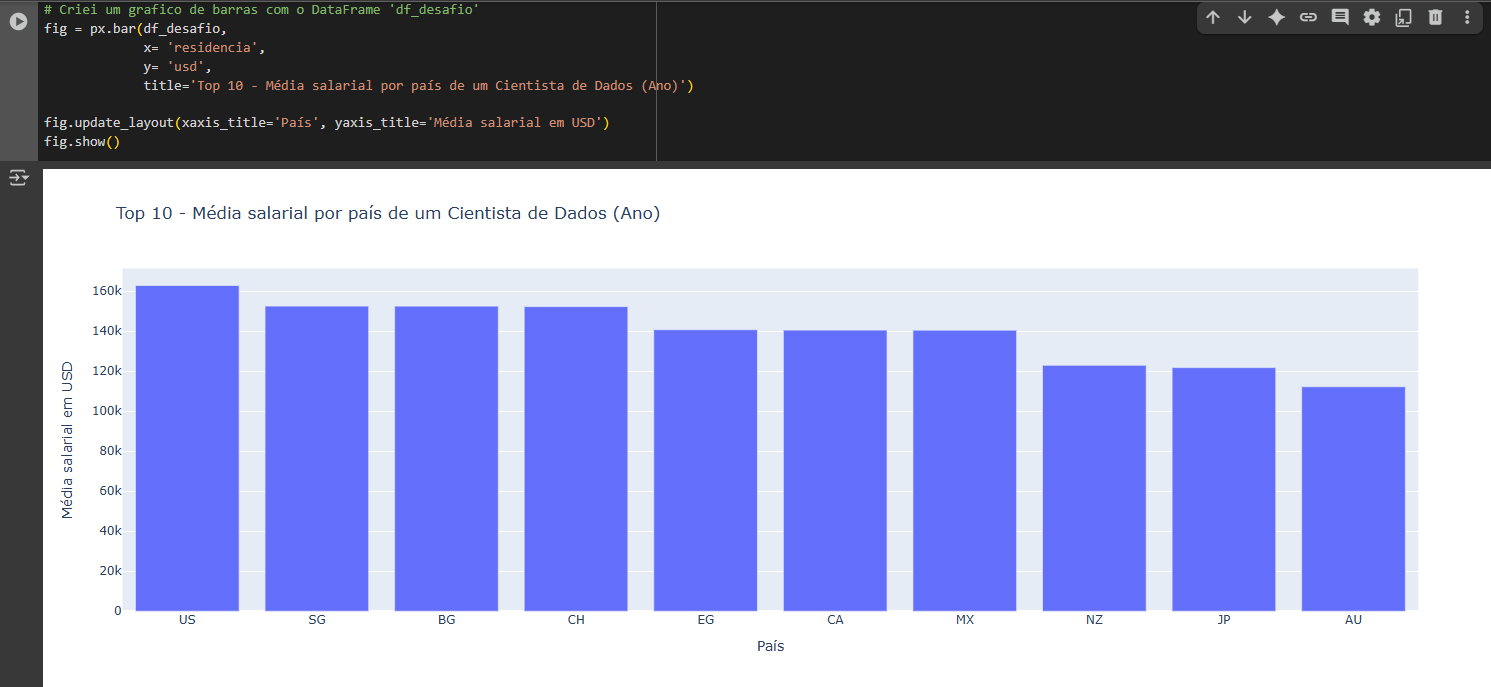 # Criei um grafico de barras com o DataFrame 'df_desafio'
fig = px.bar(df_desafio,
             x= 'residencia',
             y= 'usd',
             title='Top 10 - Média salarial por país de um Cientista de Dados (Ano)')
fig.update_layout(xaxis_title='País', yaxis_title='Média salarial em USD')
fig.show()
Top 10 - Média salarial por país de um Cientista de Dados (Ano)
Média salarial em USD
160k
140k
120k
100k
80k
60k
40k
20k
0
US SG BG CH EG CA MX NZ JP AU
País